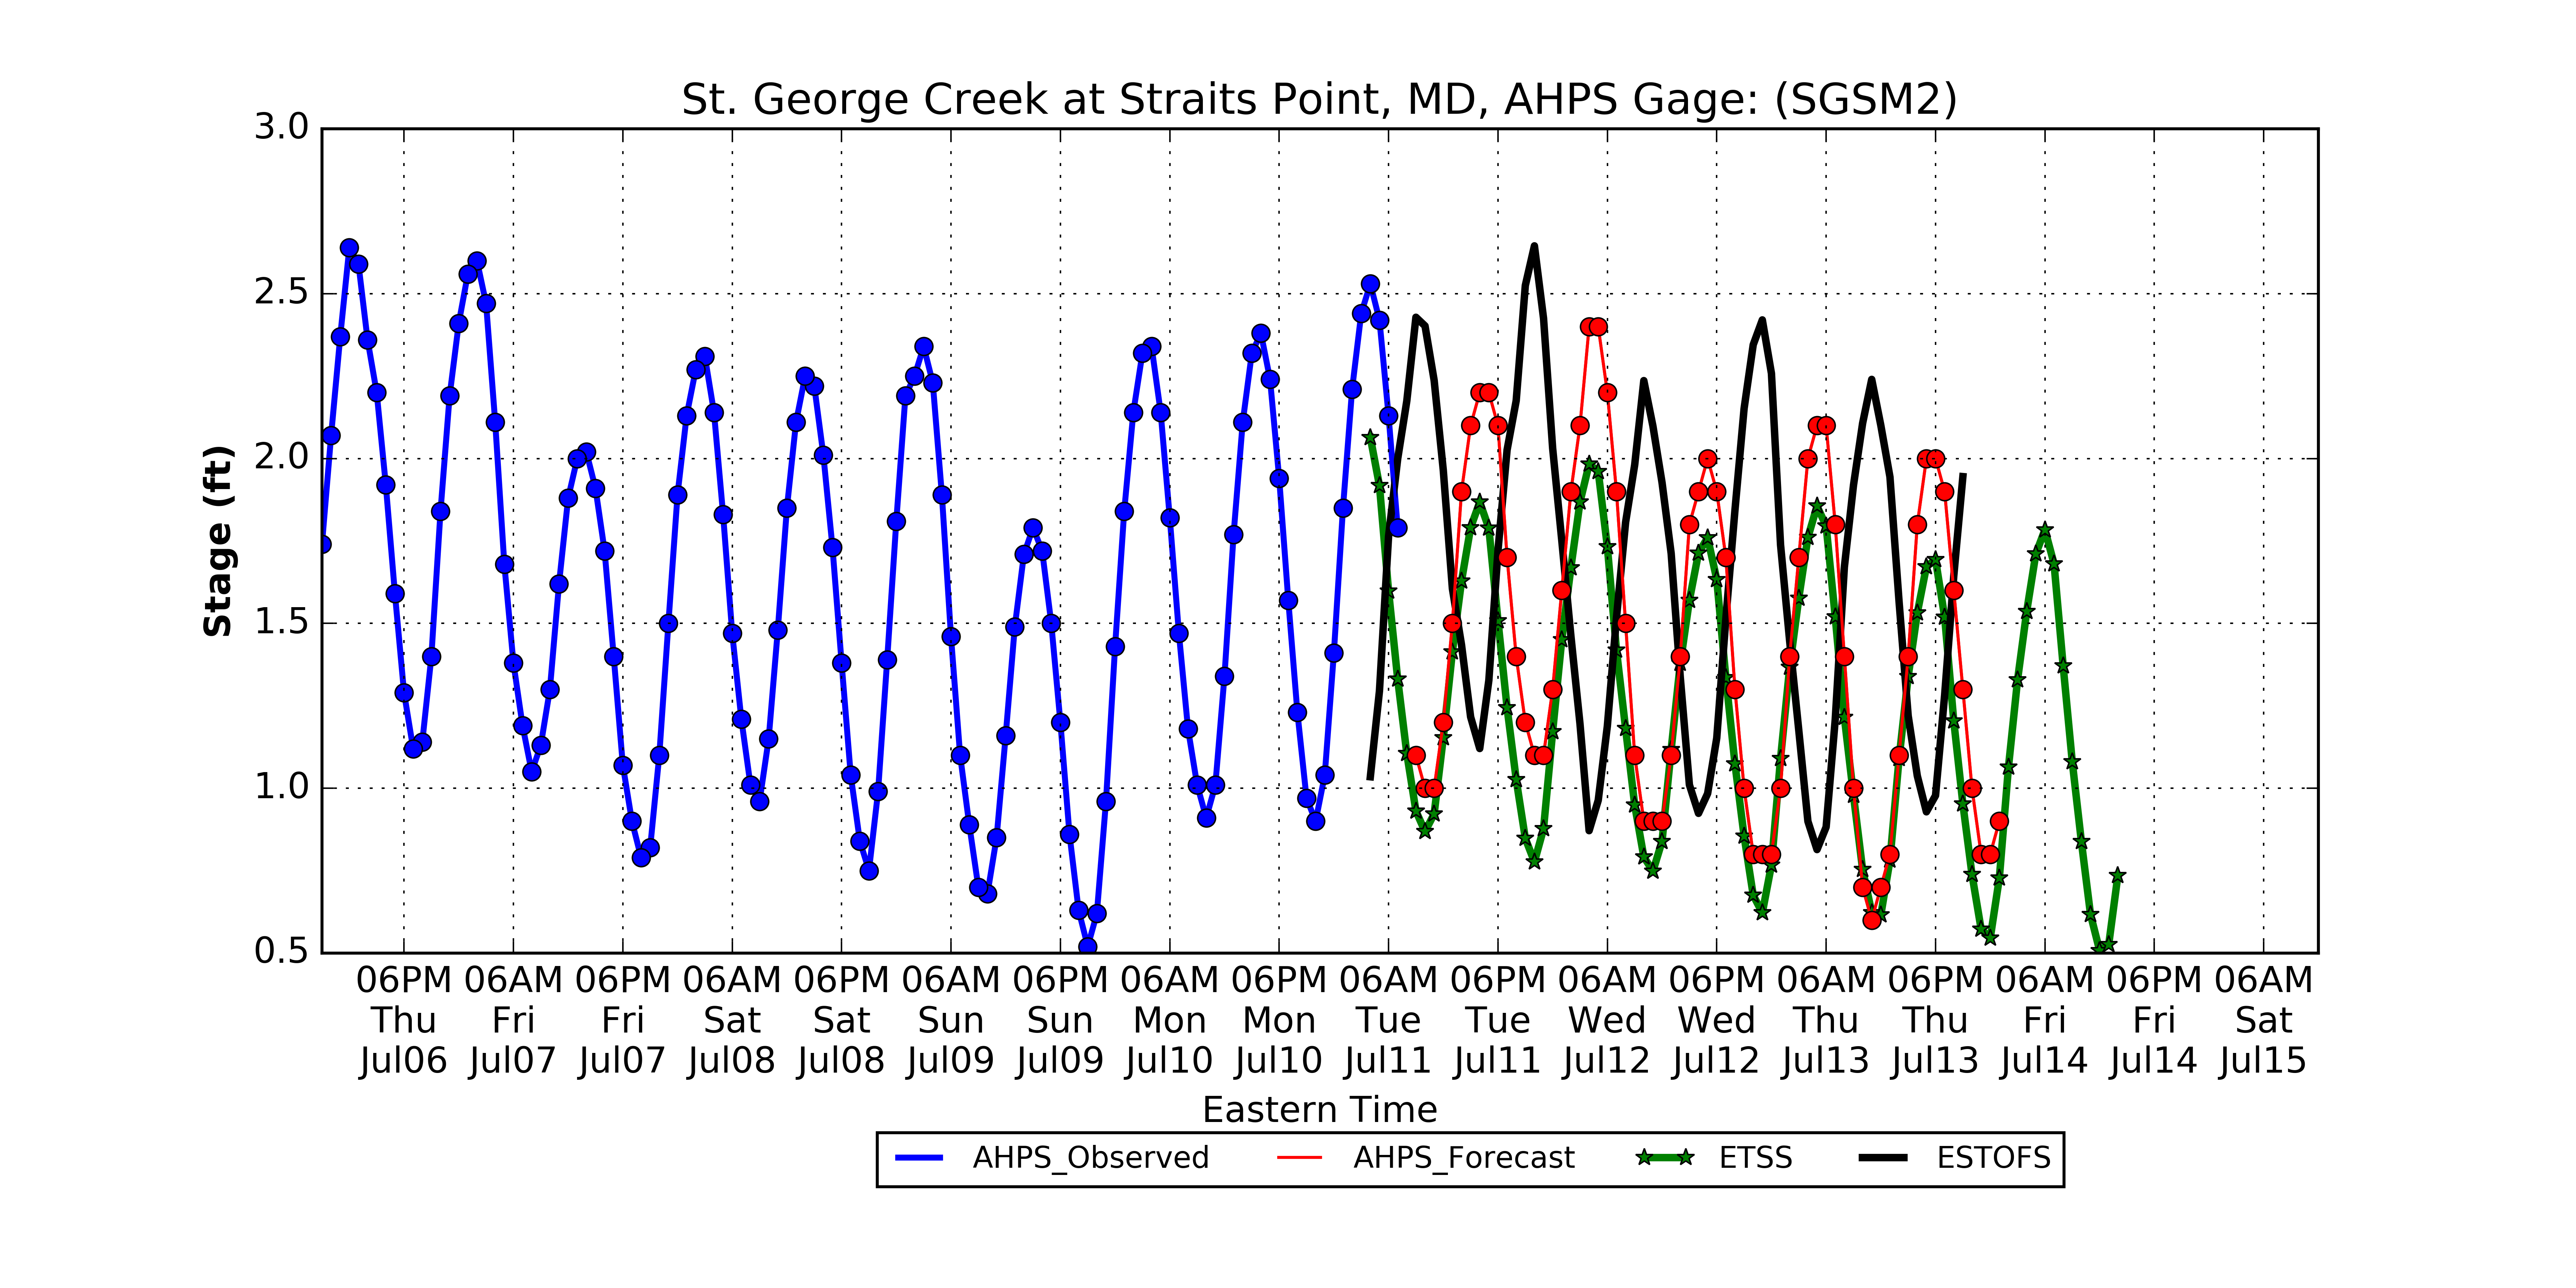 St. George Creek at Straits Point, MD, AHPS Gage: (SGSM2)
3.0
2.5
2.0
1.5
1.0
0.5
Stage (ft)
06PM 06AM 06PM 06AM 06PM 06AM 06PM 06AM 06PM 06AM 06PM 06AM 06PM 06AM 06PM 06AM 06PM 06AM
Thu Fri Fri Sat Sat Sun Sun Mon Mon Tue Tue Wed Wed Thu Thu Fri Fri Sat
Jul06 Jul07 Jul07 Jul08 Jul08 Jul09 Jul09 Jul10 Jul10 Jul11 Jul11 Jul12 Jul12 Jul13 Jul13 Jul14 Jul14 Jul15
Eastern Time
AHPS_Observed AHPS_Forecast ETSS ESTOFS